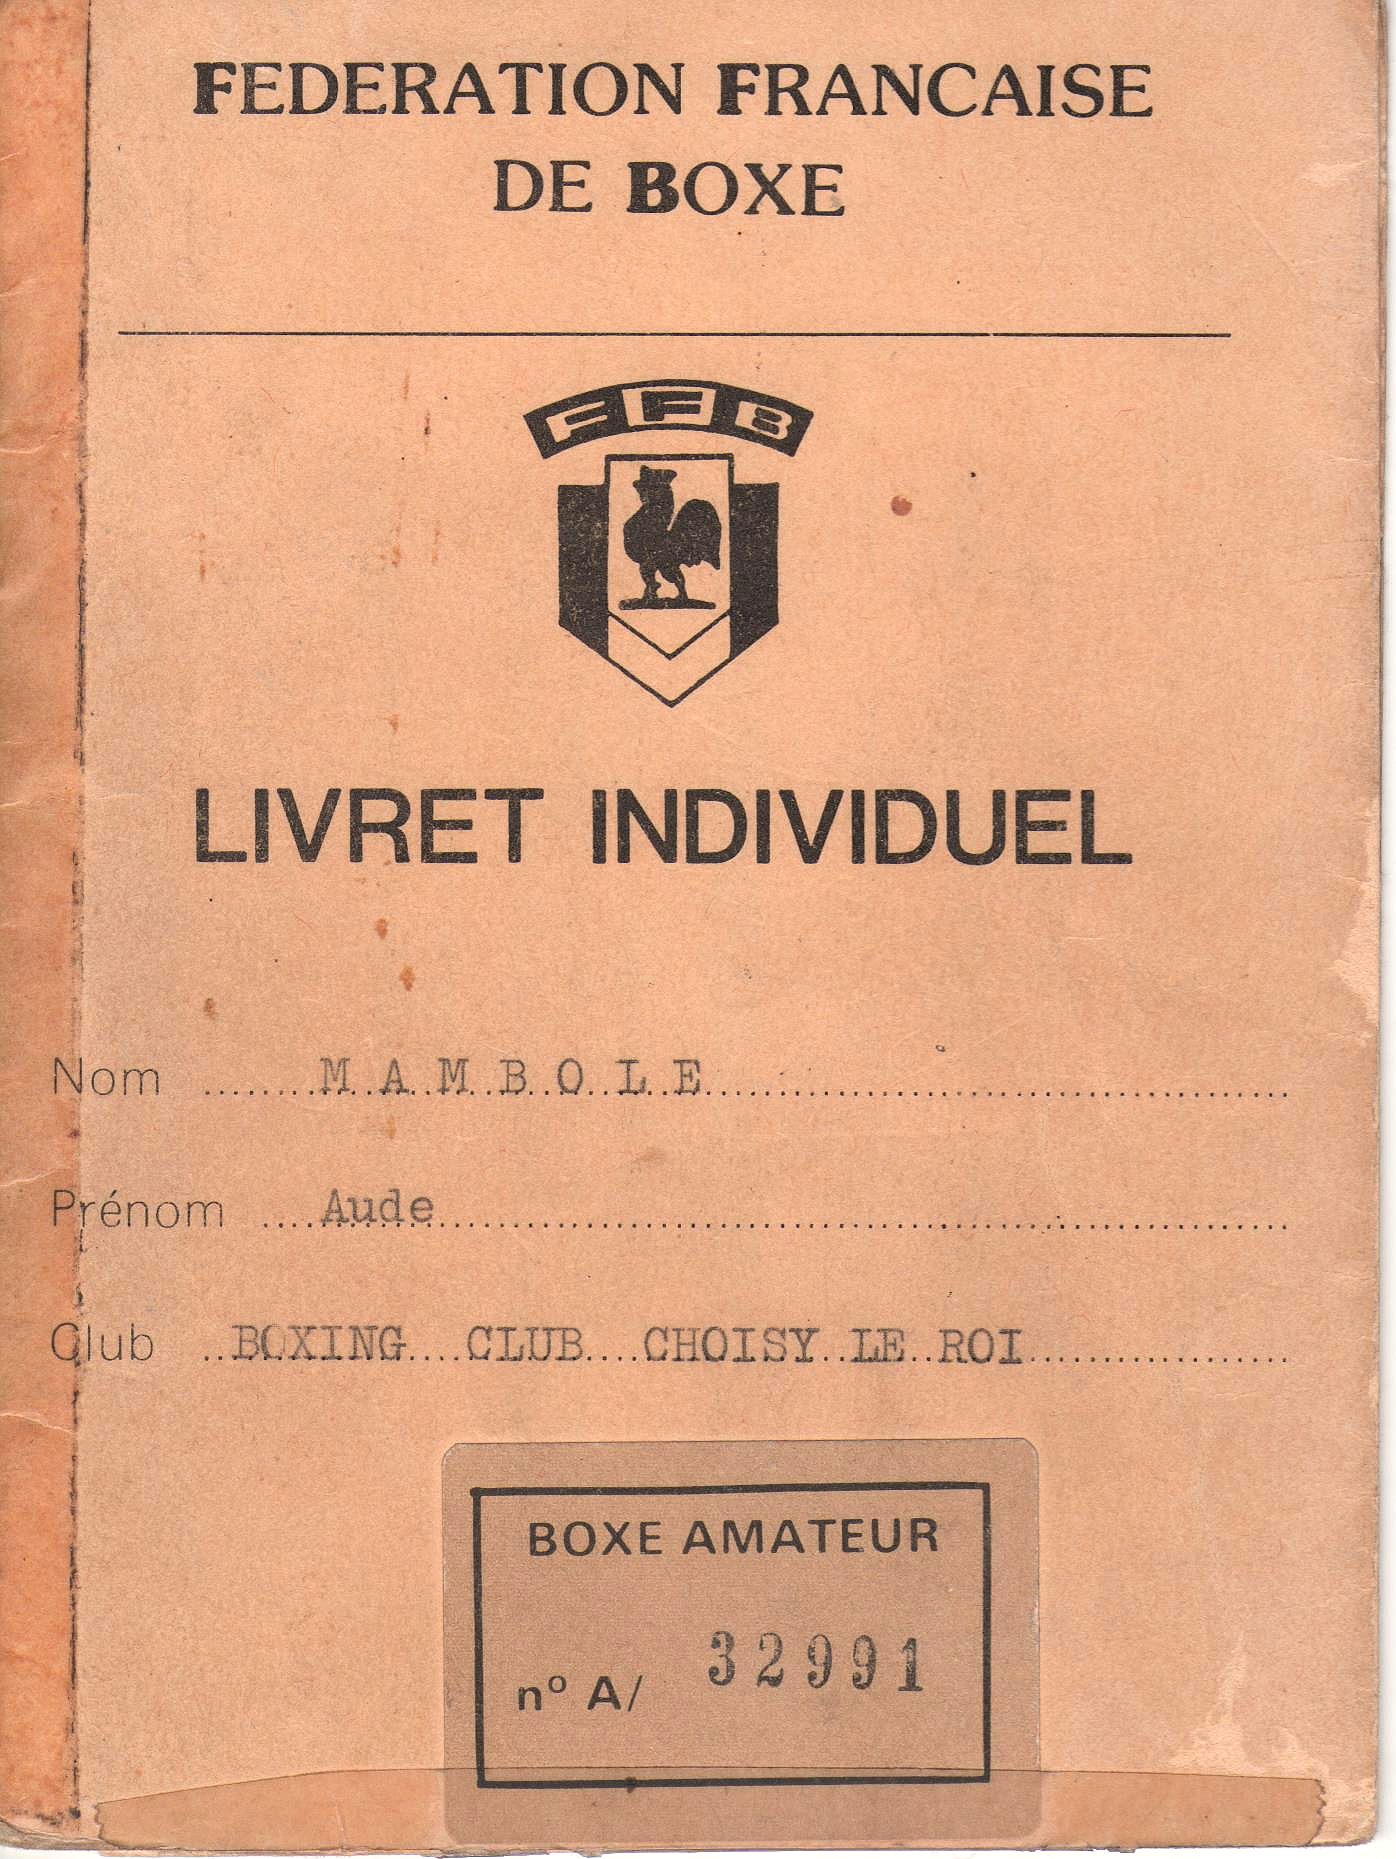 FEDERATION FRANCAISE
DE BOXE
FFB
LIVRET INDIVIDUEL
Nom ........M..A..M..B..O..L..E........
Prénom ....Aude........
Club ..BOXING...CLUB...CHOISY..LE..ROI........
BOXE AMATEUR
nº A/ 32991